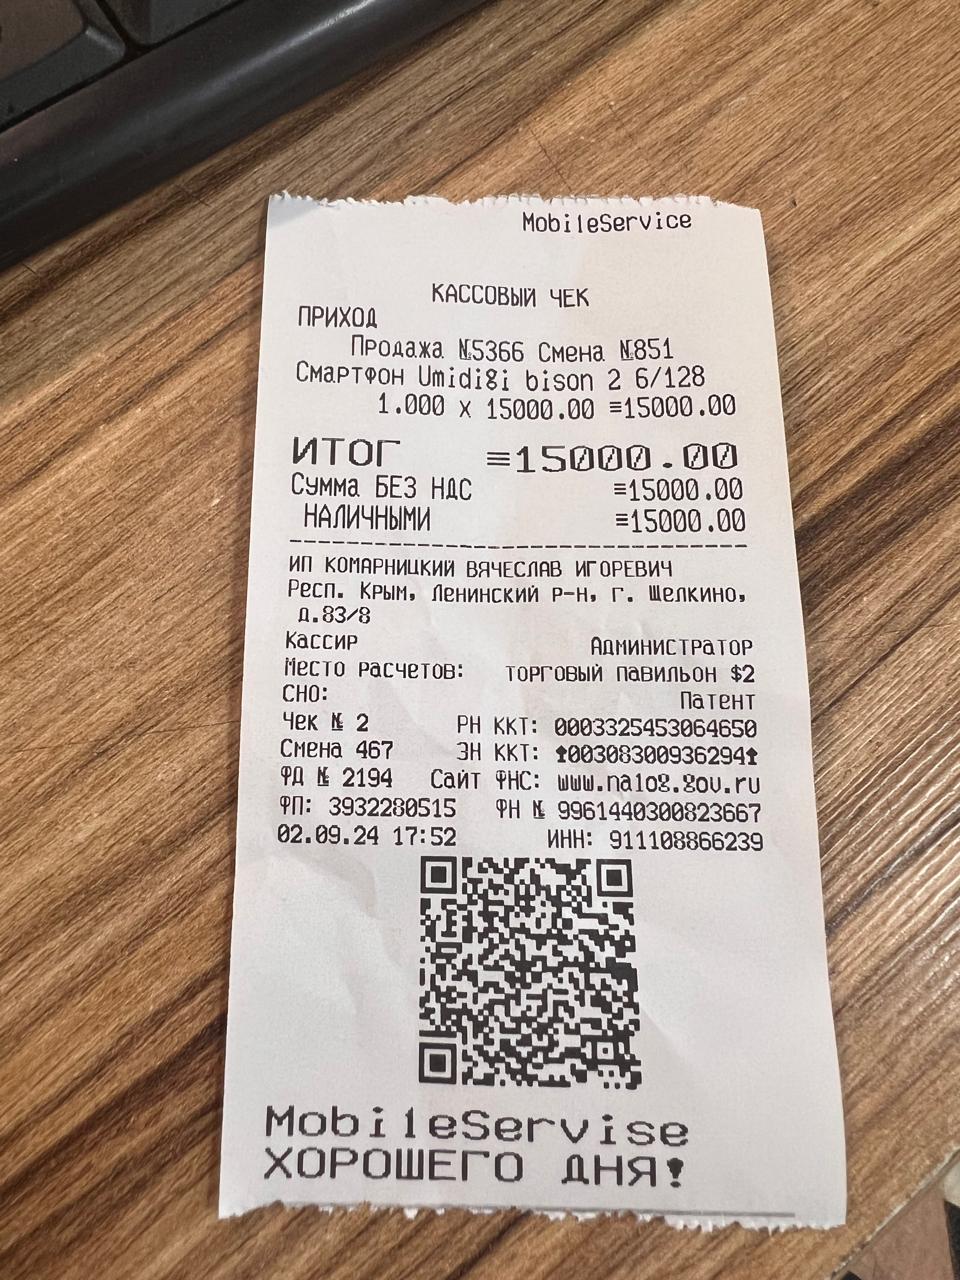 MobileService
КАССОВЫЙ ЧЕК
ПРИХОД
Продажа №5366 Смена №851
Смартфон Umidigi bison 2 6/128
1.000 x 15000.00 ≡15000.00
ИТОГ ≡15000.00
Сумма БЕЗ НДС ≡15000.00
НАЛИЧНЫМИ ≡15000.00
ИП КОМАРНИЦКИЙ ВЯЧЕСЛАВ ИГОРЕВИЧ
Респ. Крым, Ленинский р-н, г. Щелкино,
д.83/8
Кассир Администратор
Место расчетов: торговый павильон $2
СНО: Патент
Чек № 2 РН ККТ: 0003325453064650
Смена 467 ЗН ККТ: ↑00308300936294↑
ФД № 2194 Сайт ФНС: www.nalog.gov.ru
ФП: 3932280515 ФН № 9961440300823667
02.09.24 17:52 ИНН: 911108866239
MobileServise
ХОРОШЕГО ДНЯ!